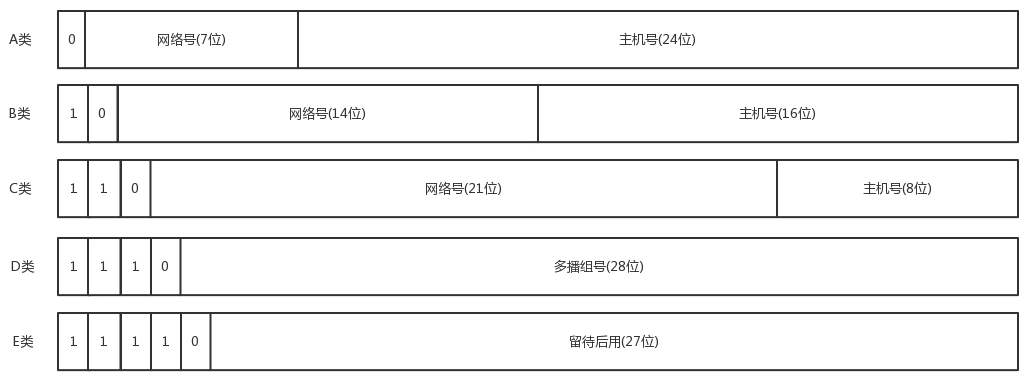 A类 0 网络号(7位) 主机号(24位)
B类 1 0 网络号(14位) 主机号(16位)
C类 1 1 0 网络号(21位) 主机号(8位)
D类 1 1 1 0 多播组号(28位)
E类 1 1 1 1 0 留待后用(27位)